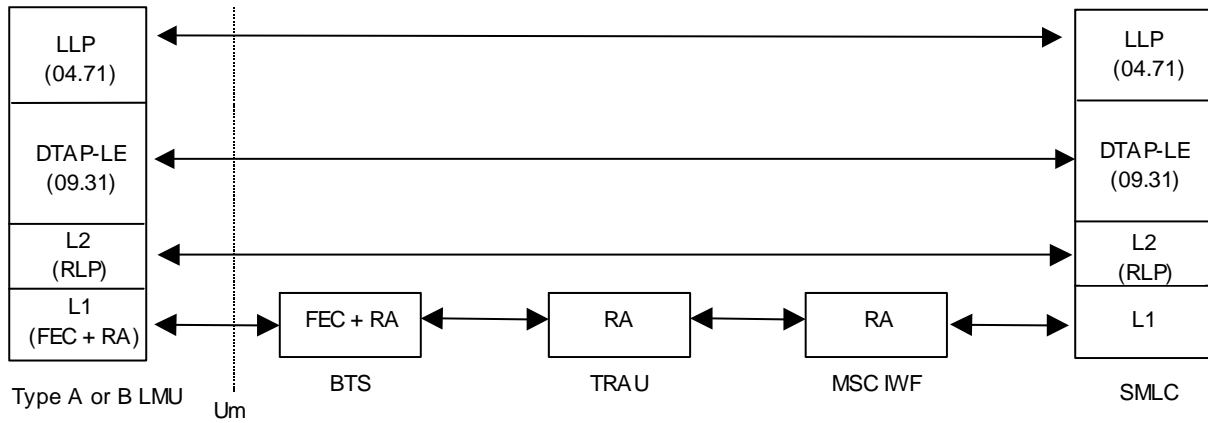 LLP
(04.71)
LLP
(04.71)
DTAP-LE
(09.31)
DTAP-LE
(09.31)
L2
(RLP)
L2
(RLP)
L1
(FEC + RA)
FEC + RA
RA
RA
L1
Type A or B LMU
Um
BTS
TRAU
MSC IWF
SMLC